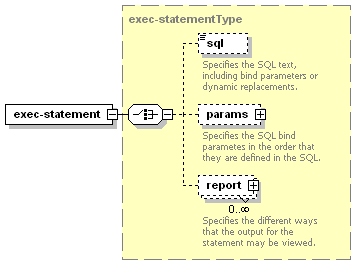 exec-statementType
sql
Specifies the SQL text,
including bind parameters or
dynamic replacements.
exec-statement
params
Specifies the SQL bind
parametes in the order that
they are defined in the SQL.
report
0..∞
Specifies the different ways
that the output for the
statement may be viewed.